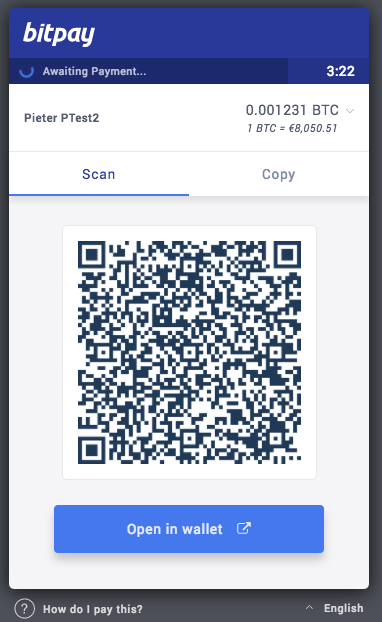 bitpay
Awaiting Payment... 3:22
Pieter PTest2
0.001231 BTC
1 BTC = €8,050.51
Scan Copy
Open in wallet
? How do I pay this? English